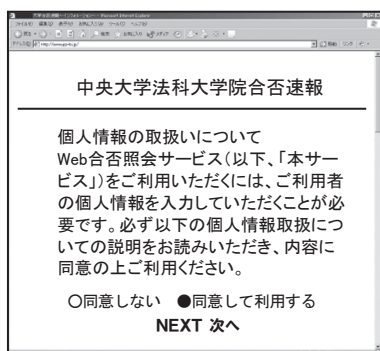 中央大学法科大学院合否速報
個人情報の取扱いについて
Web合否照会サービス（以下、「本サー
ビス」）をご利用いただくには、ご利用者
の個人情報を入力していただくことが必
要です。必ず以下の個人情報取扱につ
いての説明をお読みいただき、内容に
同意の上ご利用ください。
○同意しない ●同意して利用する
NEXT 次へ